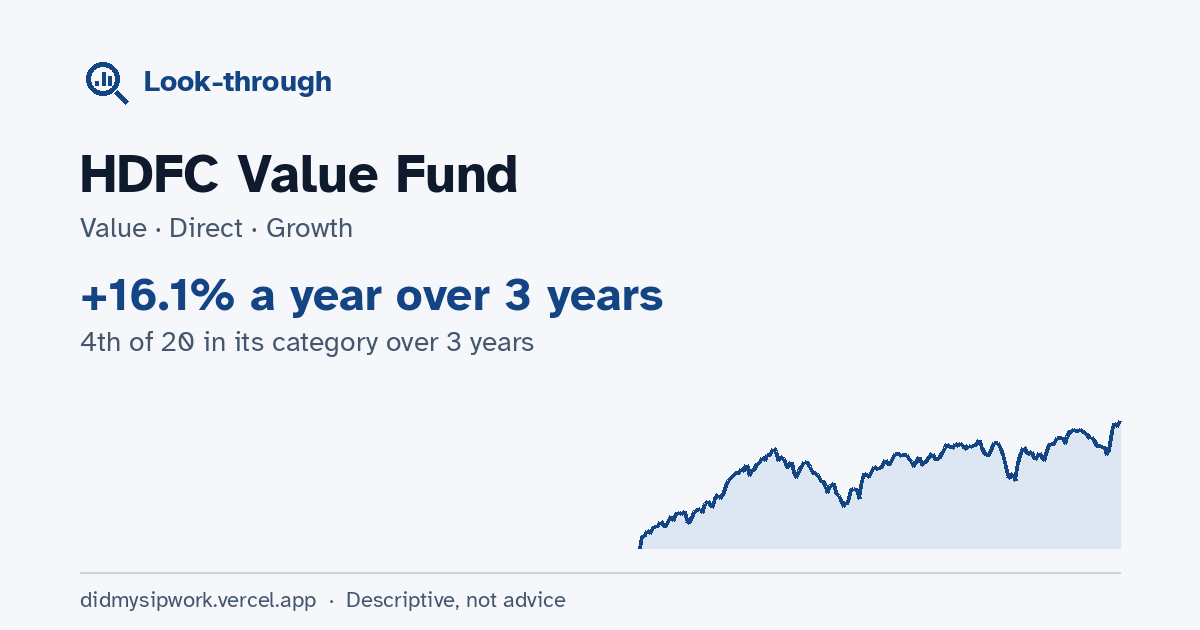 Look-through
HDFC Value Fund
Value · Direct · Growth
+16.1% a year over 3 years
4th of 20 in its category over 3 years
didmysipwork.vercel.app · Descriptive, not advice